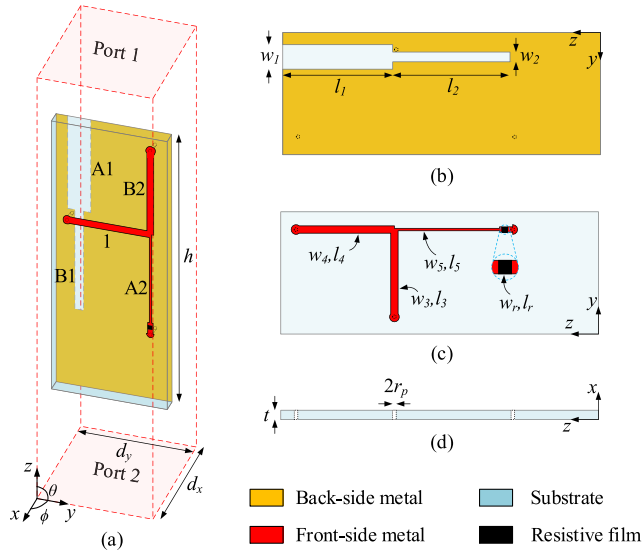 Port 1
A1
B2
1
B1
A2
h
d_y
Port 2
d_x
z
θ
x
ϕ
y
(a)
w_1
l_1
l_2
w_2
z
y
(b)
w_4,l_4
w_5,l_5
w_3,l_3
w_r,l_r
y
z
(c)
2r_p
t
x
z
(d)
Back-side metal
Substrate
Front-side metal
Resistive film